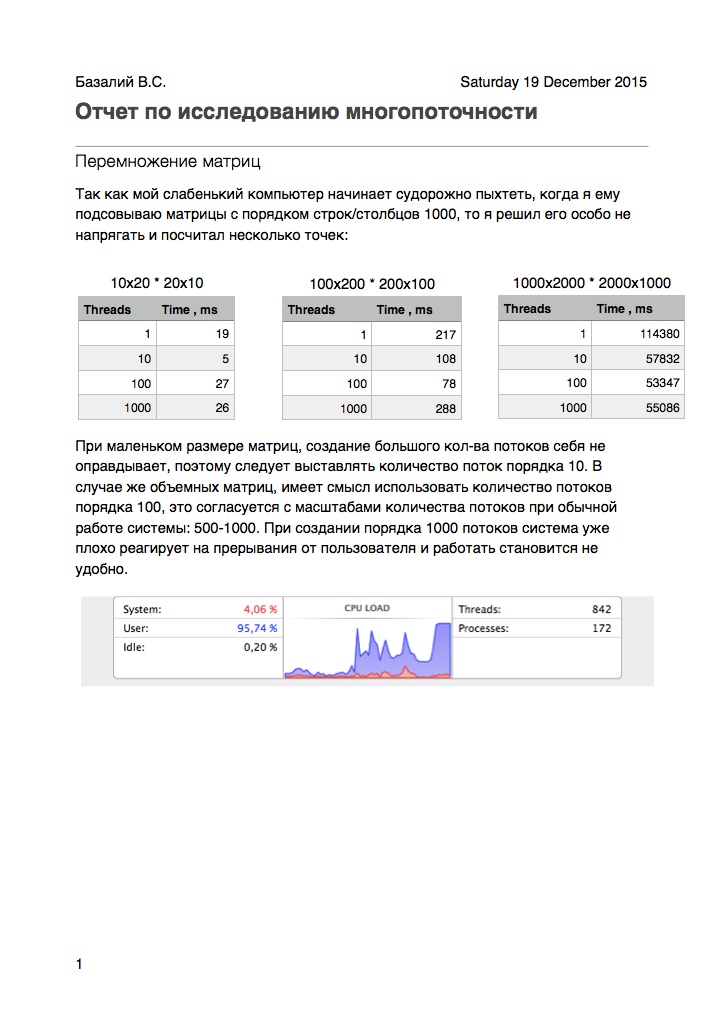 Базалий В.С. Saturday 19 December 2015
Отчет по исследованию многопоточности
Перемножение матриц
Так как мой слабенький компьютер начинает судорожно пыхтеть, когда я ему
подсовываю матрицы с порядком строк/столбцов 1000, то я решил его особо не
напрягать и посчитал несколько точек:
10x20 * 20x10
Threads Time , ms
1 19
10 5
100 27
1000 26
100x200 * 200x100
Threads Time , ms
1 217
10 108
100 78
1000 288
1000x2000 * 2000x1000
Threads Time , ms
1 114380
10 57832
100 53347
1000 55086
При маленьком размере матриц, создание большого кол-ва потоков себя не
оправдывает, поэтому следует выставлять количество поток порядка 10. В
случае же объемных матриц, имеет смысл использовать количество потоков
порядка 100, это согласуется с масштабами количества потоков при обычной
работе системы: 500-1000. При создании порядка 1000 потоков система уже
плохо реагирует на прерывания от пользователя и работать становится не
удобно.
System: 4,06 %
User: 95,74 %
Idle: 0,20 %
CPU LOAD
Threads: 842
Processes: 172
1